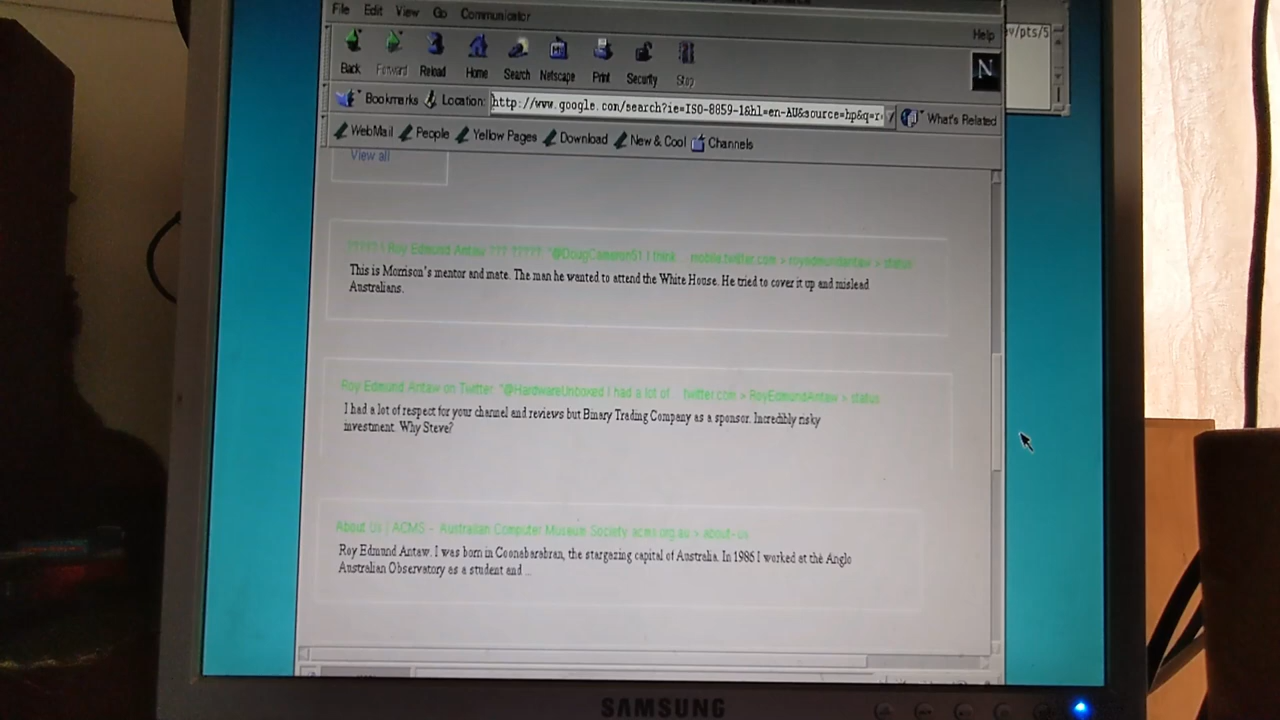 File Edit View Go Communicator
Help
v/pts/5
Back Forward Reload Home Search Netscape Print Security Stop
N
Bookmarks Location: http://www.google.com/search?ie=ISO-8859-1&hl=en-AU&source=hp&q=r What's Related
WebMail People Yellow Pages Download New & Cool Channels
View all
????? \ Roy Edmund Antaw ??? ?????: "@DougCameron51 I think mobile.twitter.com > royedmundantaw > status
This is Morrison's mentor and mate. The man he wanted to attend the White House. He tried to cover it up and mislead
Australians.
Roy Edmund Antaw on Twitter: "@HardwareUnboxed I had a lot of twitter.com > RoyEdmundAntaw > status
I had a lot of respect for your channel and reviews but Binary Trading Company as a sponsor. Incredibly risky
investment. Why Steve?
About Us | ACMS - Australian Computer Museum Society acms.org.au > about-us
Roy Edmund Antaw. I was born in Coonabarabran, the stargazing capital of Australia. In 1986 I worked at the Anglo
Australian Observatory as a student and ...
SAMSUNG